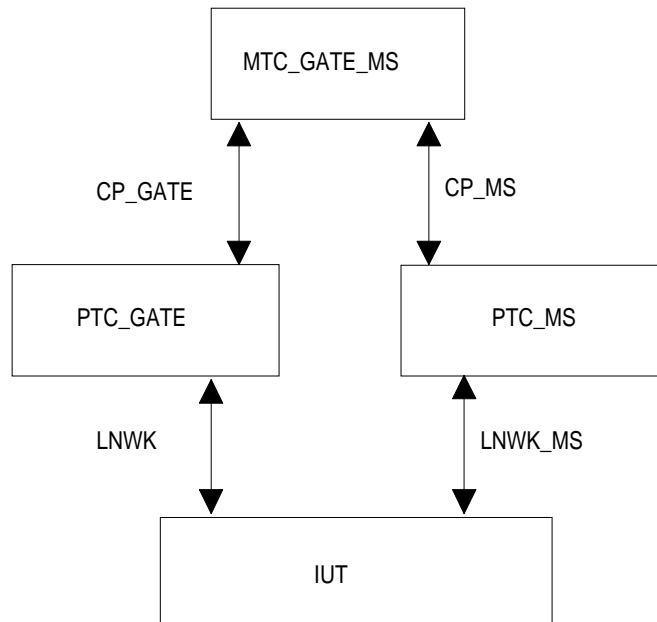 MTC_GATE_MS
CP_GATE
CP_MS
PTC_GATE
PTC_MS
LNWK
LNWK_MS
IUT